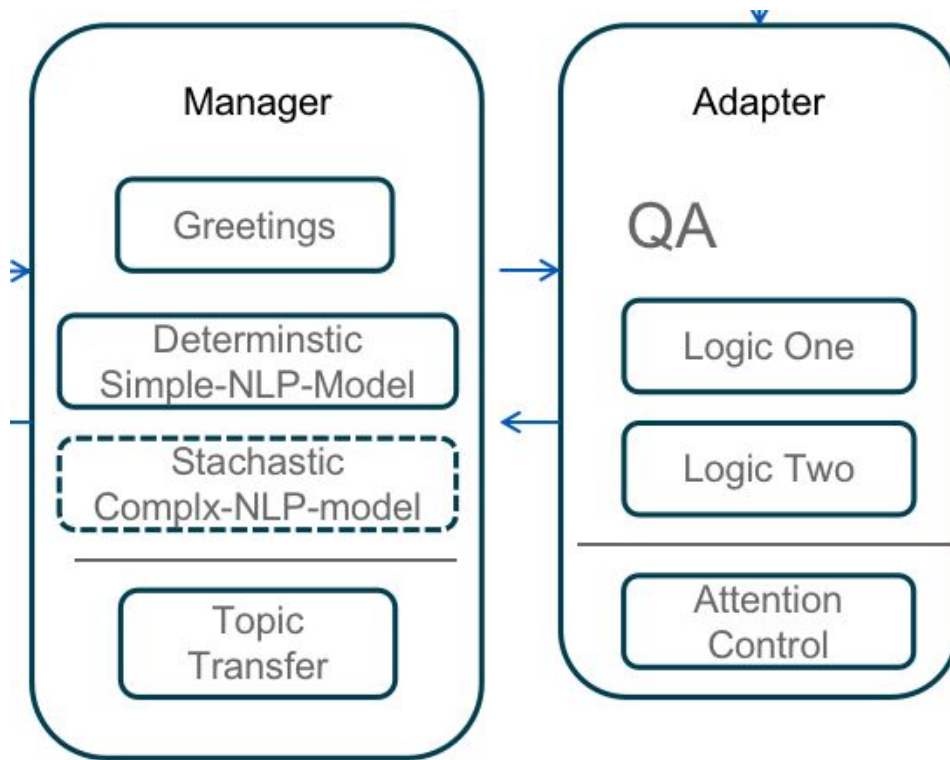 Manager
Greetings
Determinstic
Simple-NLP-Model
Stachastic
Complx-NLP-model
Topic
Transfer
Adapter
QA
Logic One
Logic Two
Attention
Control